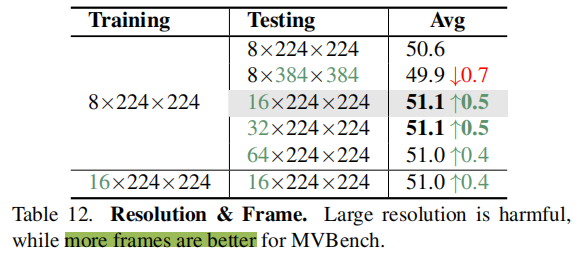 Training Testing Avg
8×224×224 50.6
8×384×384 49.9 ↓0.7
8×224×224 16×224×224 51.1 ↑0.5
32×224×224 51.1 ↑0.5
64×224×224 51.0 ↑0.4
16×224×224 16×224×224 51.0 ↑0.4
Table 12. Resolution & Frame. Large resolution is harmful,
while more frames are better for MVBench.